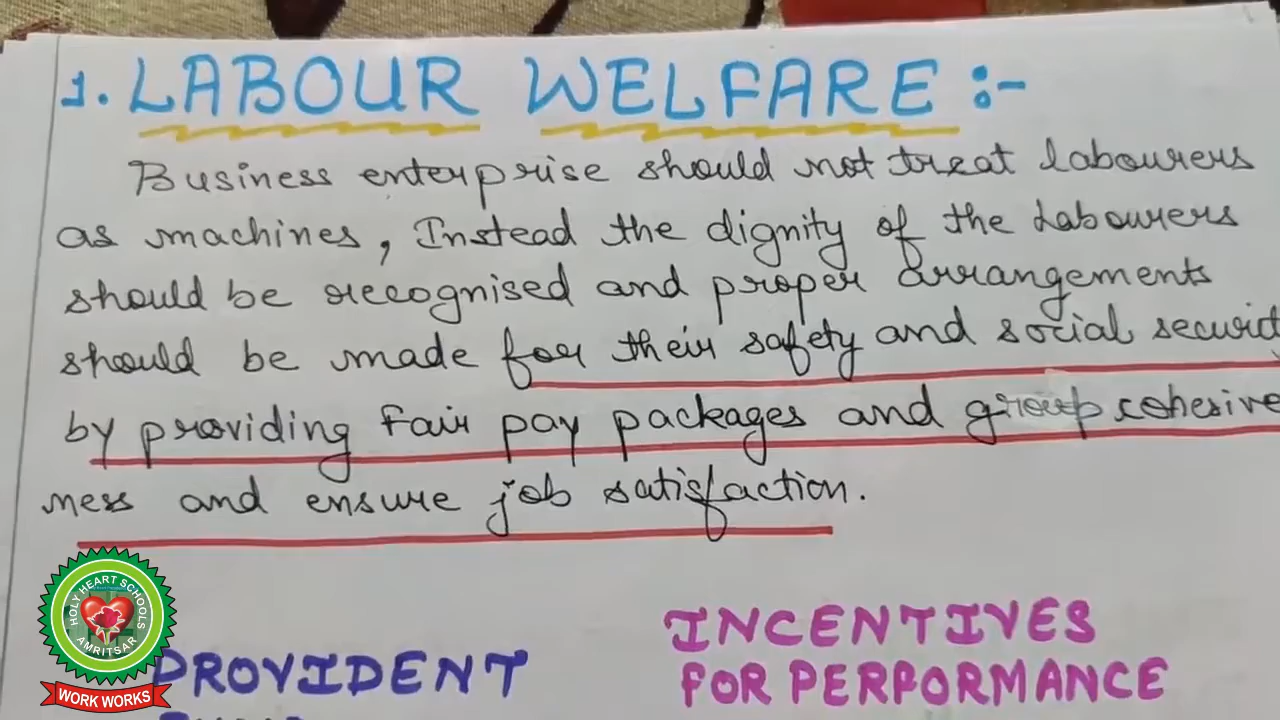 1. LABOUR WELFARE :-
Business enterprise should not treat labourers
as machines, Instead the dignity of the Labourers
should be recognised and proper arrangements
should be made for their safety and social securit
by providing fair pay packages and group cohesive
ness and ensure job satisfaction.
INCENTIVES
FOR PERFORMANCE
PROVIDENT
HOLY HEART SCHOOLS
AMRITSAR
WORK WORKS